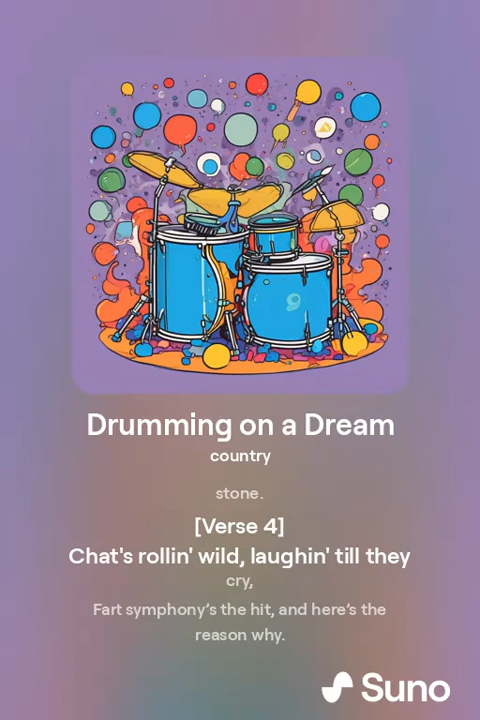 Drumming on a Dream
country
stone.
[Verse 4]
Chat's rollin' wild, laughin' till they
cry,
Fart symphony’s the hit, and here’s the
reason why.
Suno